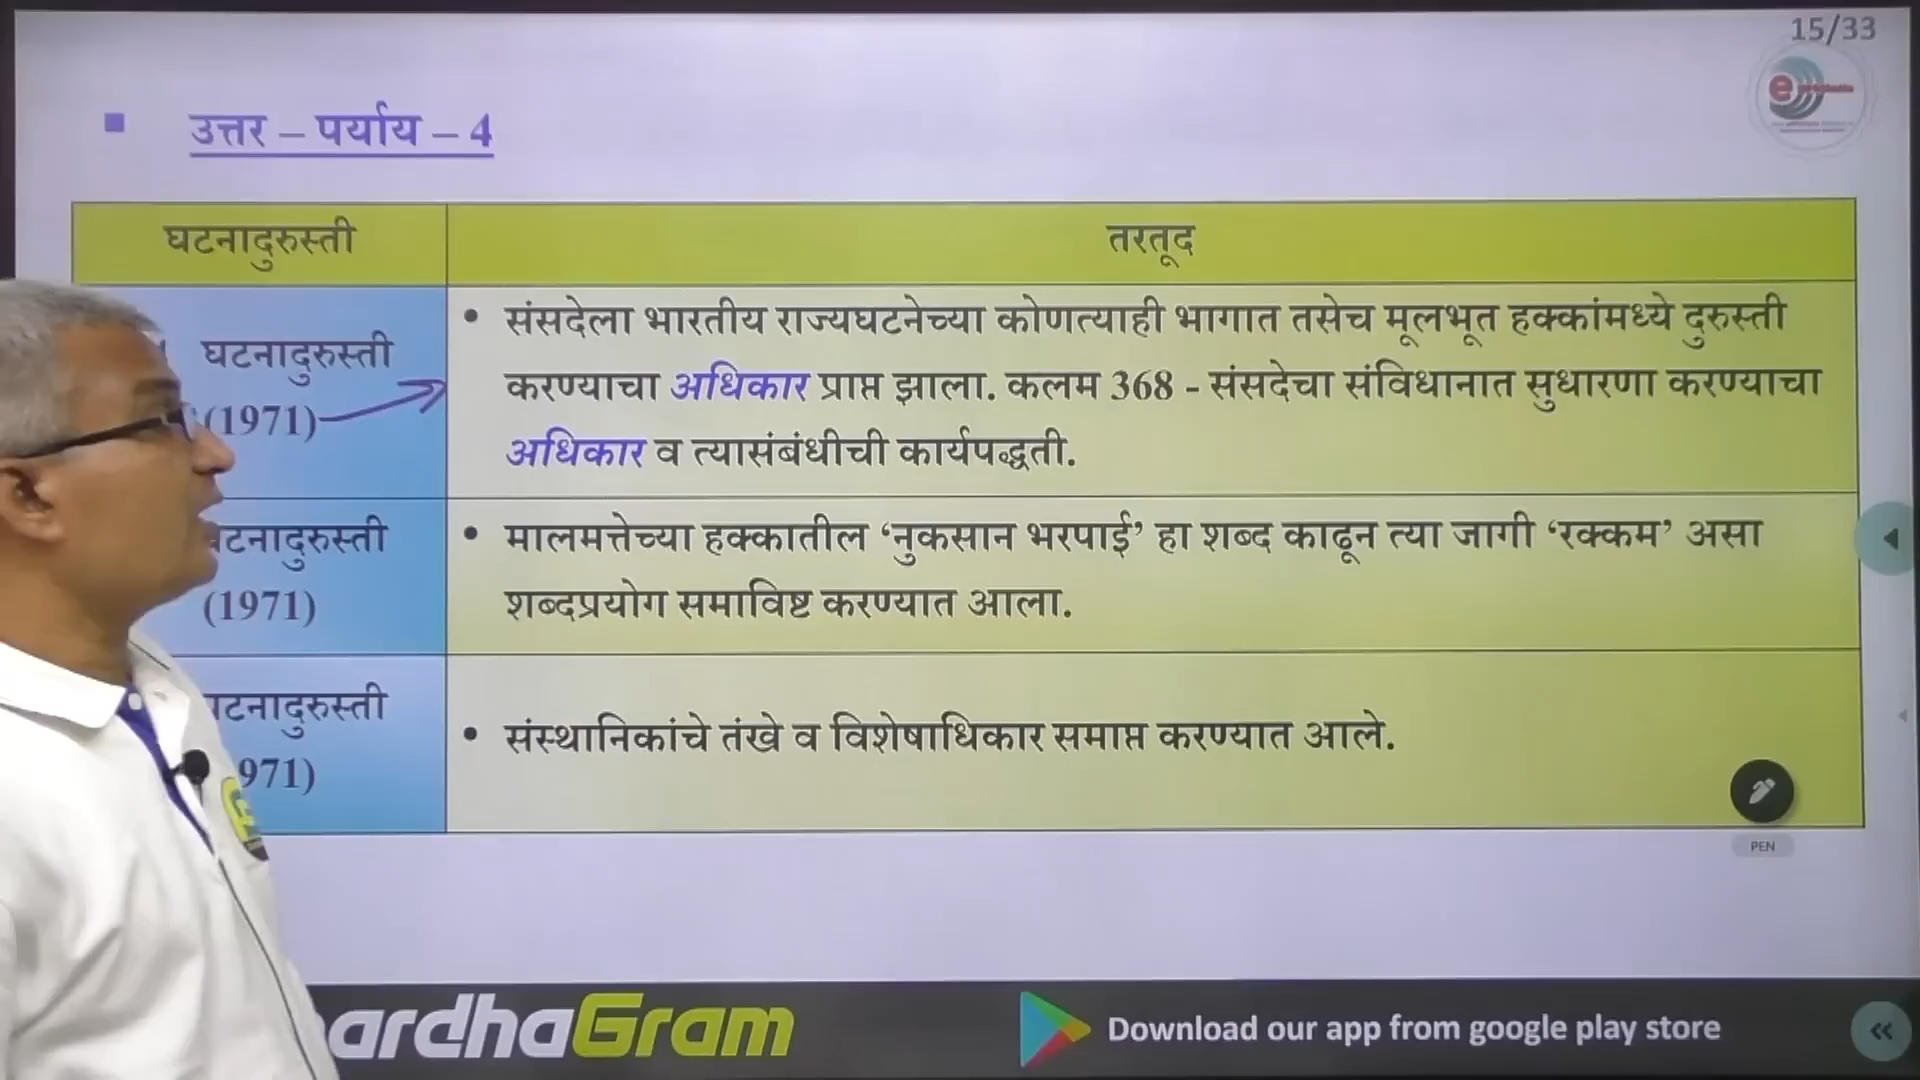 15/33
उत्तर – पर्याय – 4
घटनादुरुस्ती
तरतूद
घटनादुरुस्ती
(1971)
• संसदेला भारतीय राज्यघटनेच्या कोणत्याही भागात तसेच मूलभूत हक्कांमध्ये दुरुस्ती
करण्याचा अधिकार प्राप्त झाला. कलम 368 - संसदेचा संविधानात सुधारणा करण्याचा
अधिकार व त्यासंबंधीची कार्यपद्धती.
टनादुरुस्ती
(1971)
• मालमत्तेच्या हक्कातील ‘नुकसान भरपाई’ हा शब्द काढून त्या जागी ‘रक्कम’ असा
शब्दप्रयोग समाविष्ट करण्यात आला.
टनादुरुस्ती
971)
• संस्थानिकांचे तंखे व विशेषाधिकार समाप्त करण्यात आले.
PEN
ardhaGram
Download our app from google play store